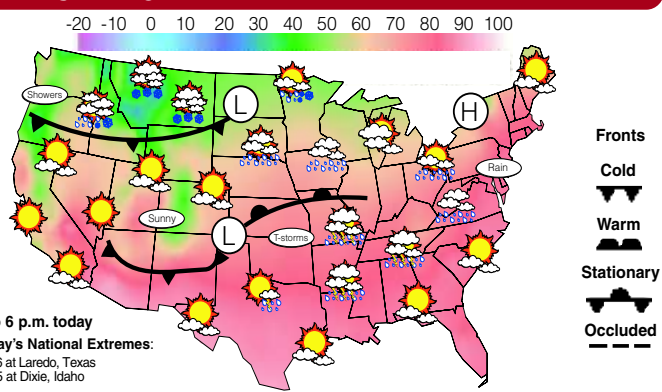 -20 -10 0 10 20 30 40 50 60 70 80 90 100
Showers
L
H
Rain
Sunny
L
T-storms
Fronts
Cold
Warm
Stationary
Occluded
6 p.m. today
National Extremes:
at Laredo, Texas
at Dixie, Idaho